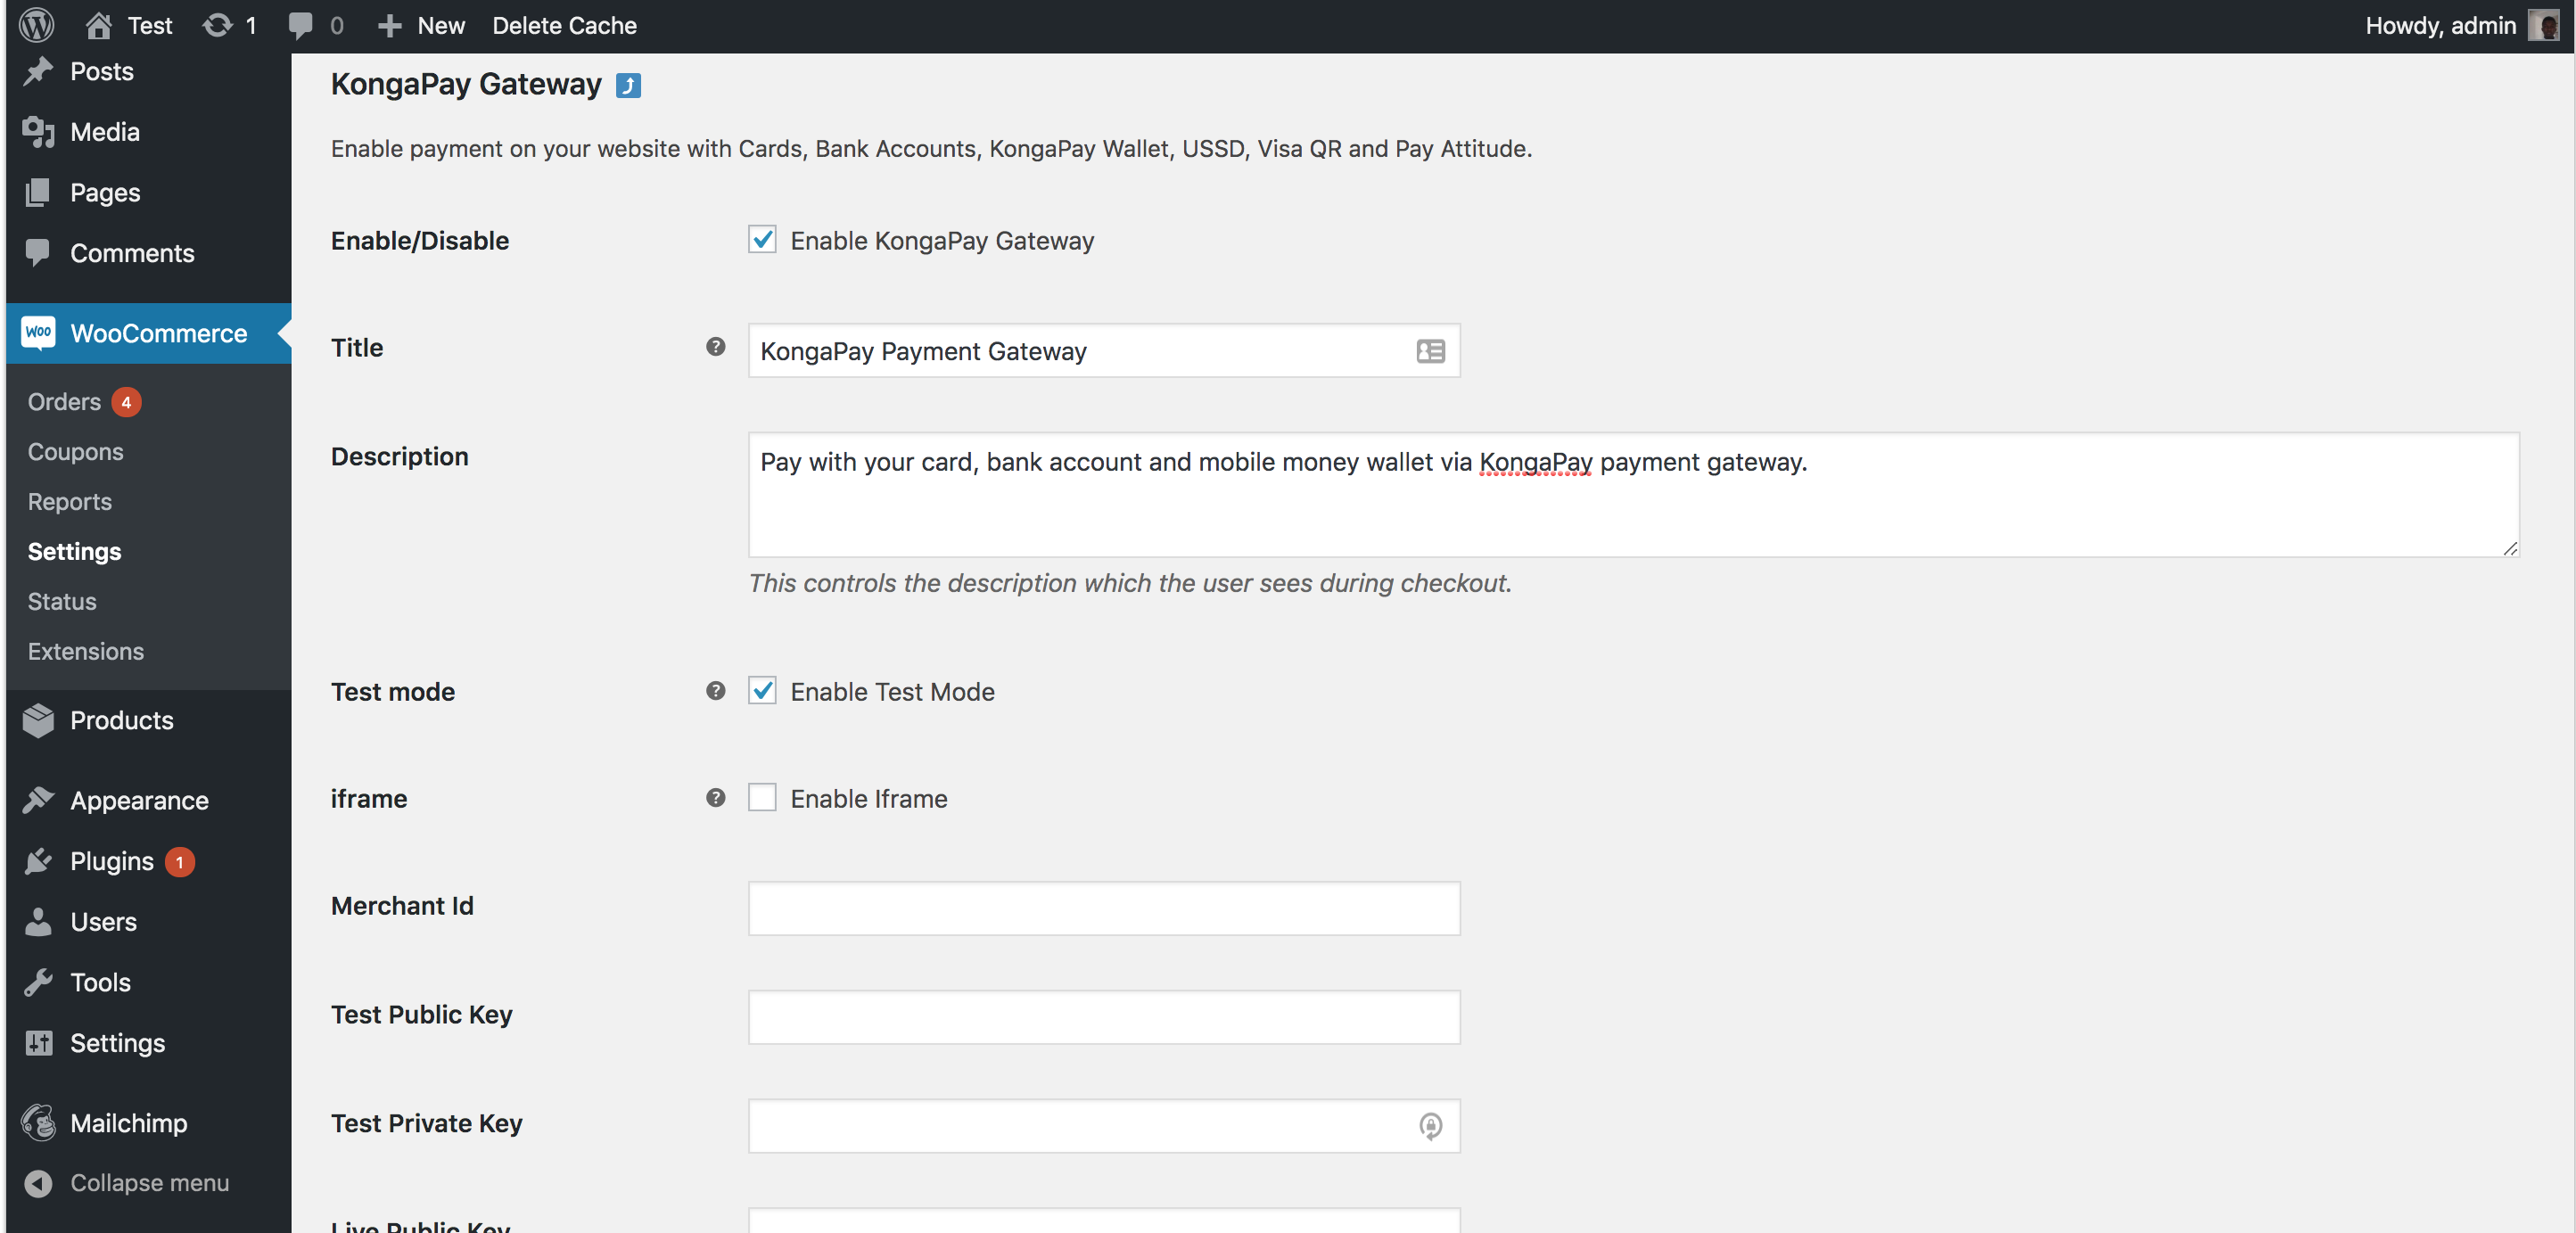 Test 1 0 New Delete Cache Howdy, admin
Posts
Media
Pages
Comments
Woo WooCommerce
Orders 4
Coupons
Reports
Settings
Status
Extensions
Products
Appearance
Plugins 1
Users
Tools
Settings
Mailchimp
Collapse menu
KongaPay Gateway
Enable payment on your website with Cards, Bank Accounts, KongaPay Wallet, USSD, Visa QR and Pay Attitude.
Enable/Disable Enable KongaPay Gateway
Title ? KongaPay Payment Gateway
Description Pay with your card, bank account and mobile money wallet via KongaPay payment gateway.
This controls the description which the user sees during checkout.
Test mode ? Enable Test Mode
iframe ? Enable Iframe
Merchant Id
Test Public Key
Test Private Key
Live Public Key